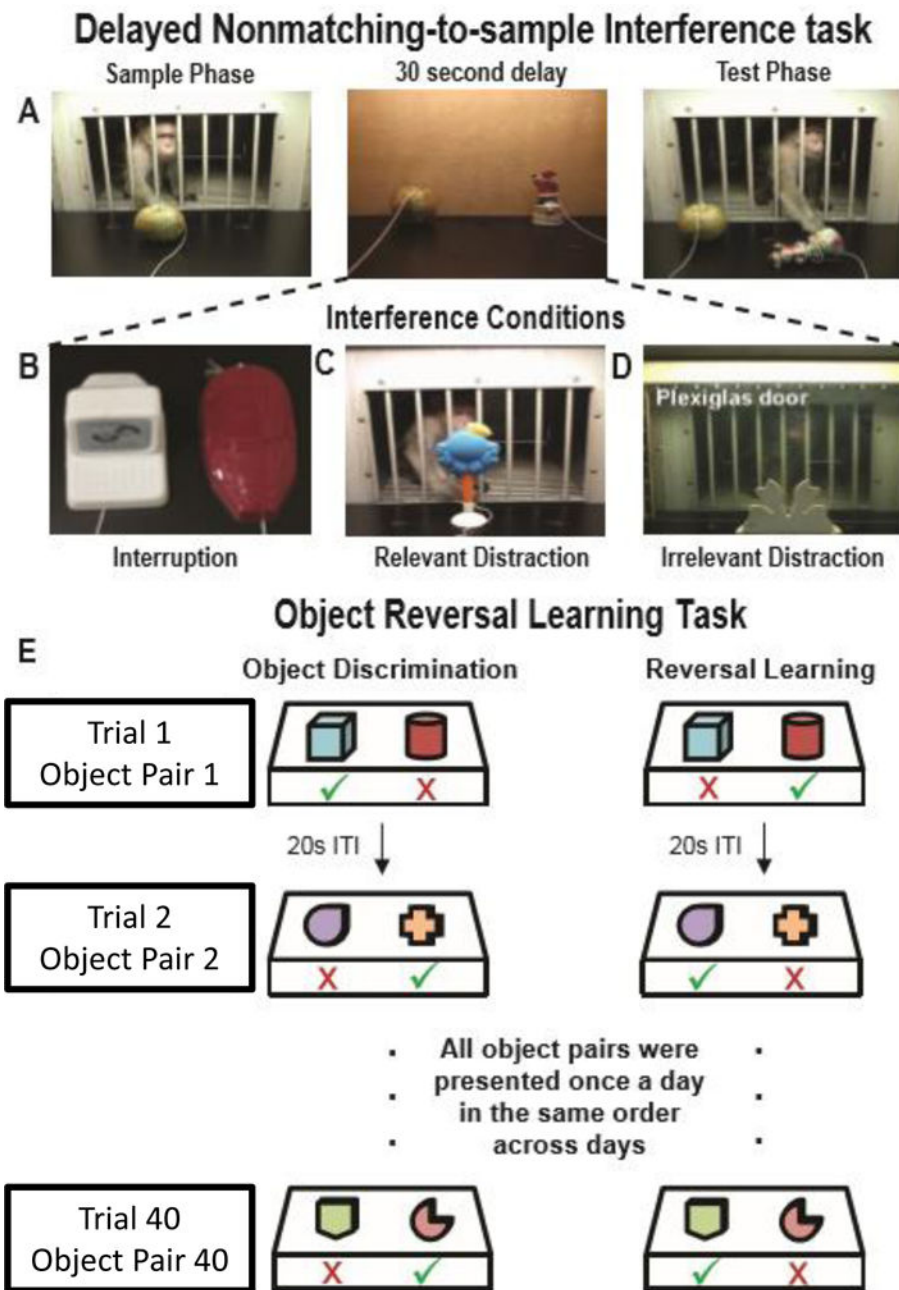 Delayed Nonmatching-to-sample Interference task
Sample Phase
30 second delay
Test Phase
A
Interference Conditions
B
C
D
Plexiglas door
Interruption
Relevant Distraction
Irrelevant Distraction
Object Reversal Learning Task
E
Object Discrimination
Reversal Learning
Trial 1
Object Pair 1
✓ X
X ✓
20s ITI
20s ITI
Trial 2
Object Pair 2
X ✓
✓ X
All object pairs were
presented once a day
in the same order
across days
Trial 40
Object Pair 40
X ✓
✓ X